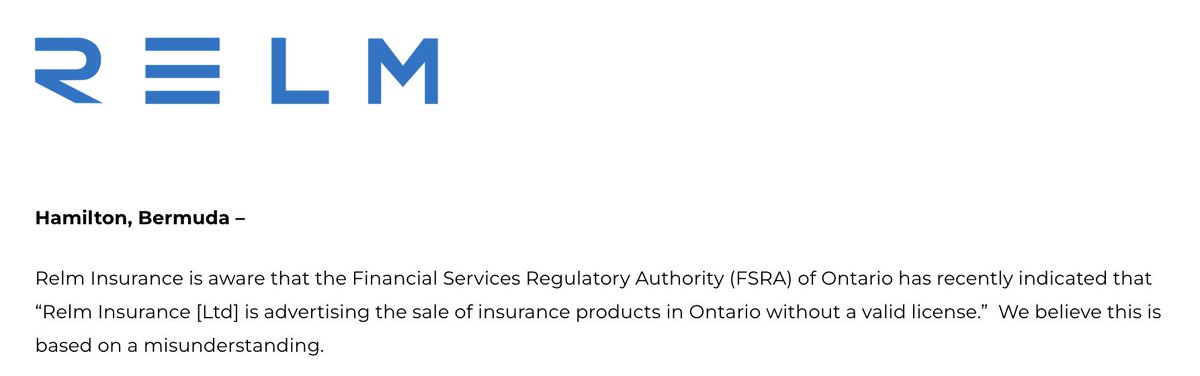 RELM
Hamilton, Bermuda –
Relm Insurance is aware that the Financial Services Regulatory Authority (FSRA) of Ontario has recently indicated that
“Relm Insurance [Ltd] is advertising the sale of insurance products in Ontario without a valid license.”  We believe this is
based on a misunderstanding.